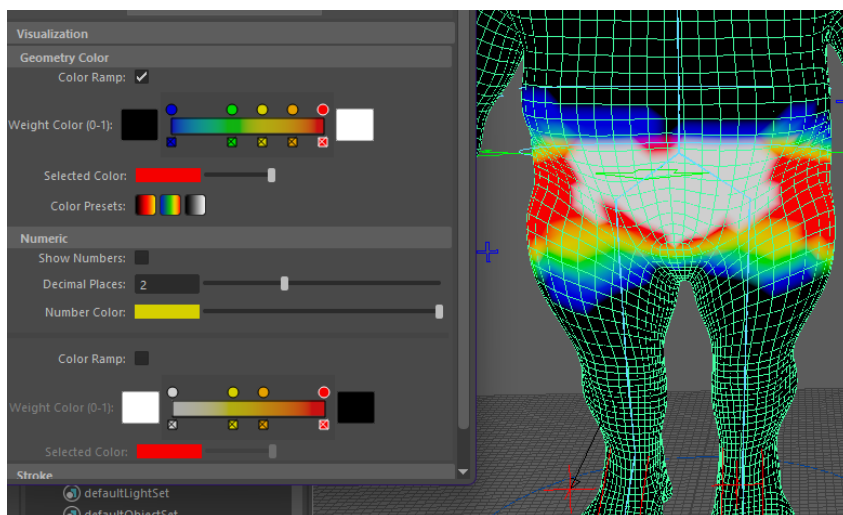 Visualization
Geometry Color
Color Ramp:
Weight Color (0-1):
Selected Color:
Color Presets:
Numeric
Show Numbers:
Decimal Places: 2
Number Color:
Color Ramp:
Weight Color (0-1):
Selected Color:
Stroke
defaultLightSet
defaultObjectSet